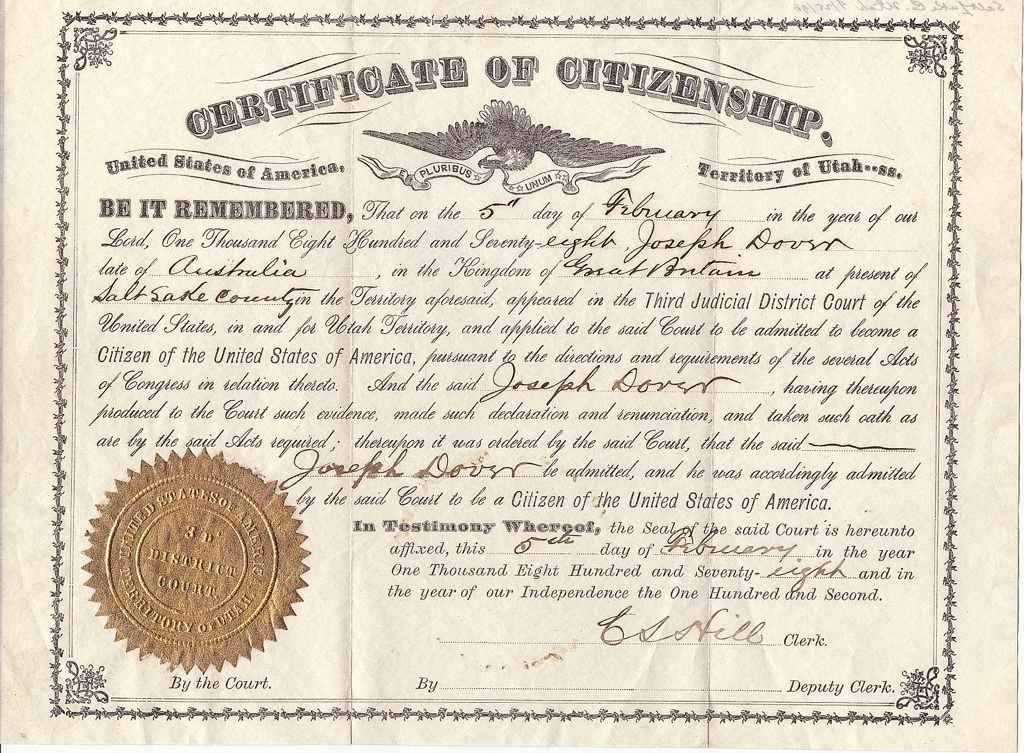 CERTIFICATE OF CITIZENSHIP.
United States of America,
PLURIBUS
UNUM
Territory of Utah--ss.
BE IT REMEMBERED, That on the 5" day of February in the year of our
Lord, One Thousand Eight Hundred and Seventy-eight, Joseph Dover
late of Australia, in the Kingdom of Great Britain at present of
Salt Lake County in the Territory aforesaid, appeared in the Third Judicial District Court of the
United States, in and for Utah Territory, and applied to the said Court to be admitted to become a
Citizen of the United States of America, pursuant to the directions and requirements of the several Acts
of Congress in relation thereto. And the said Joseph Dover, having thereupon
produced to the Court such evidence, made such declaration and renunciation, and taken such oath as
are by the said Acts required; thereupon it was ordered by the said Court, that the said
Joseph Dover be admitted, and he was accordingly admitted
by the said Court to be a Citizen of the United States of America.
In Testimony Whereof, the Seal of the said Court is hereunto
affixed, this 5th day of February in the year
One Thousand Eight Hundred and Seventy-eight and in
the year of our Independence the One Hundred and Second.
C S Hill Clerk.
By the Court.
By Deputy Clerk.
UNITED STATES OF AMERICA
3D
DISTRICT
COURT
TERRITORY OF UTAH